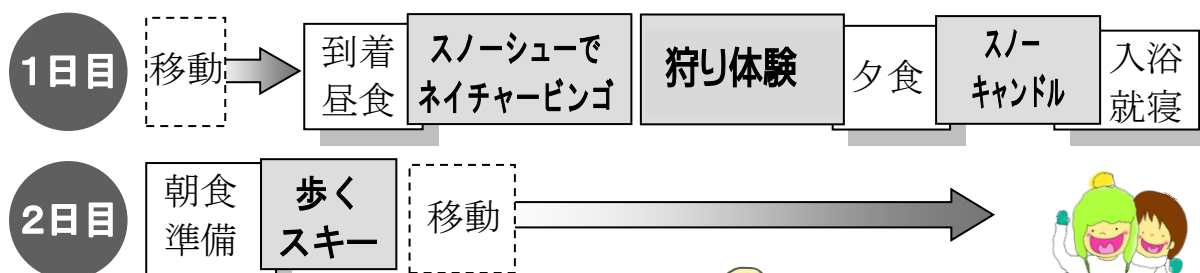 1日目
移動
到着
昼食
スノーシューで
ネイチャービンゴ
狩り体験
夕食
スノー
キャンドル
入浴
就寝
2日目
朝食
準備
歩く
スキー
移動